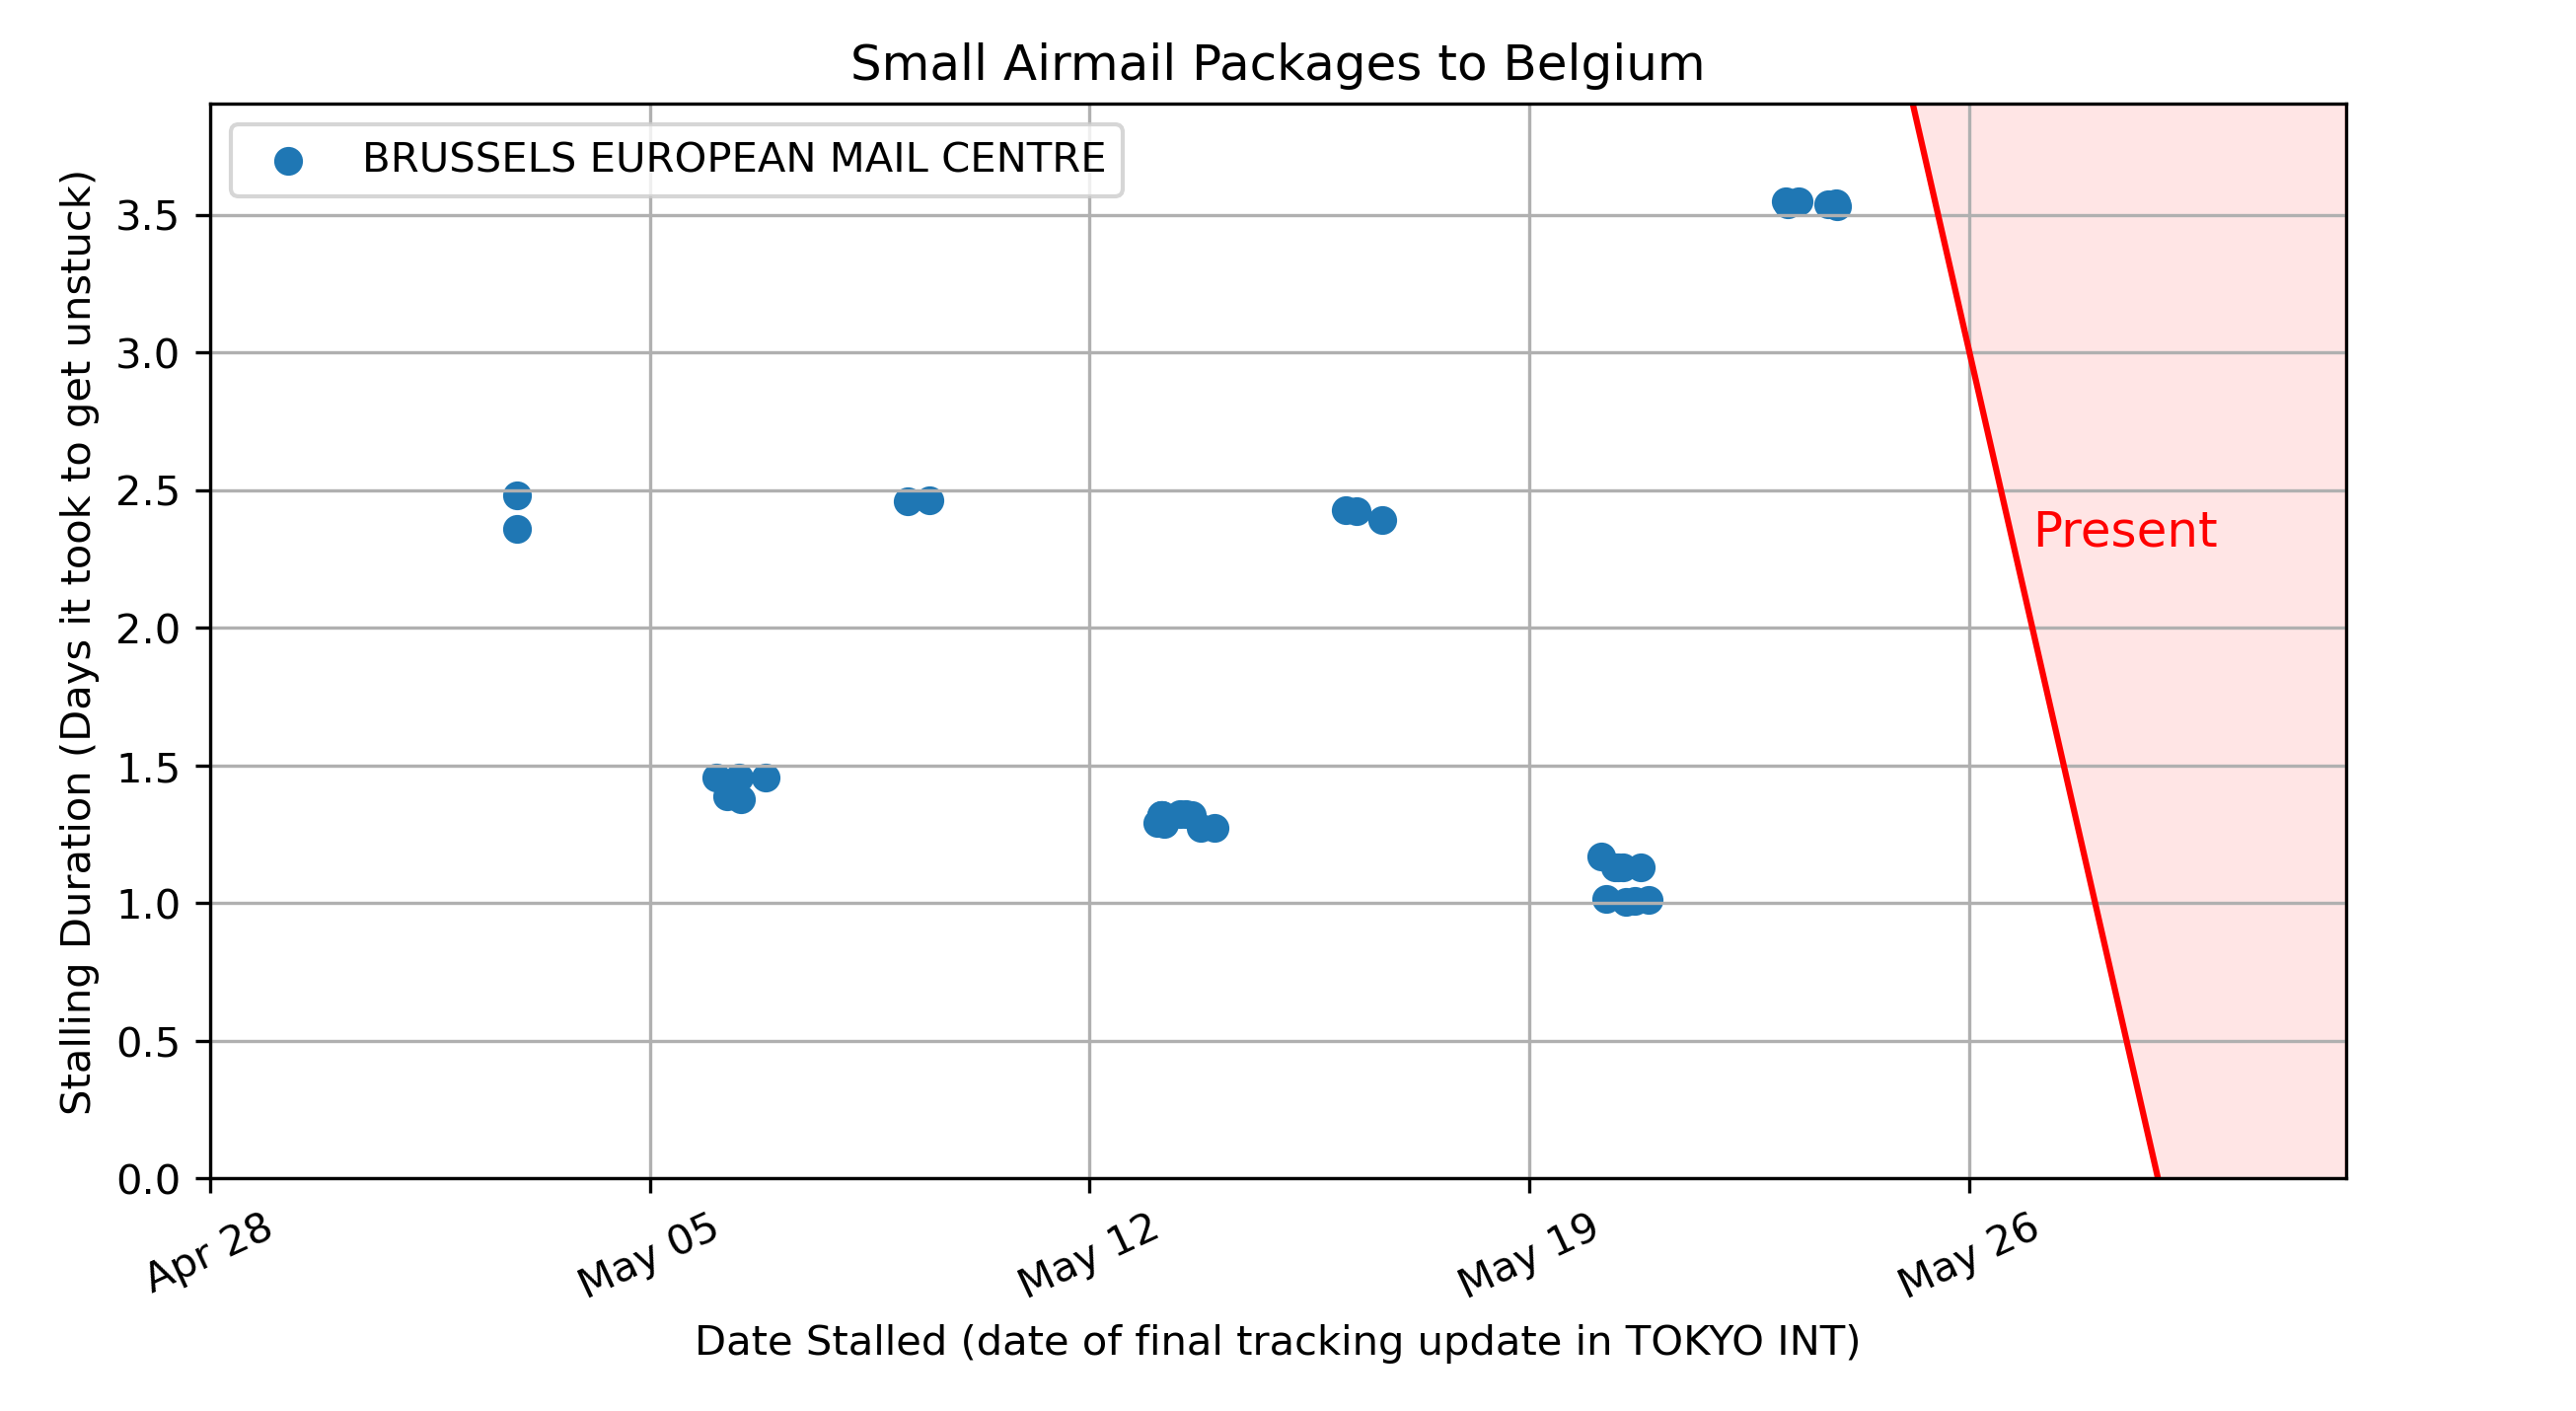 Small Airmail Packages to Belgium
BRUSSELS EUROPEAN MAIL CENTRE
Stalling Duration (Days it took to get unstuck)
3.5
3.0
2.5
2.0
1.5
1.0
0.5
0.0
Present
Apr 28
May 05
May 12
May 19
May 26
Date Stalled (date of final tracking update in TOKYO INT)